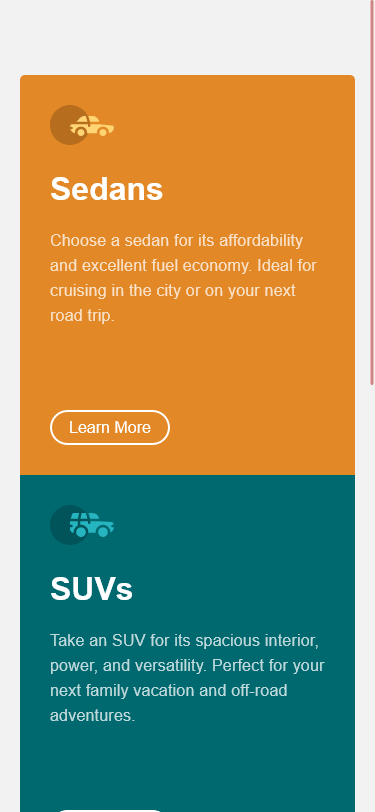 Sedans
Choose a sedan for its affordability
and excellent fuel economy. Ideal for
cruising in the city or on your next
road trip.
Learn More
SUVs
Take an SUV for its spacious interior,
power, and versatility. Perfect for your
next family vacation and off-road
adventures.